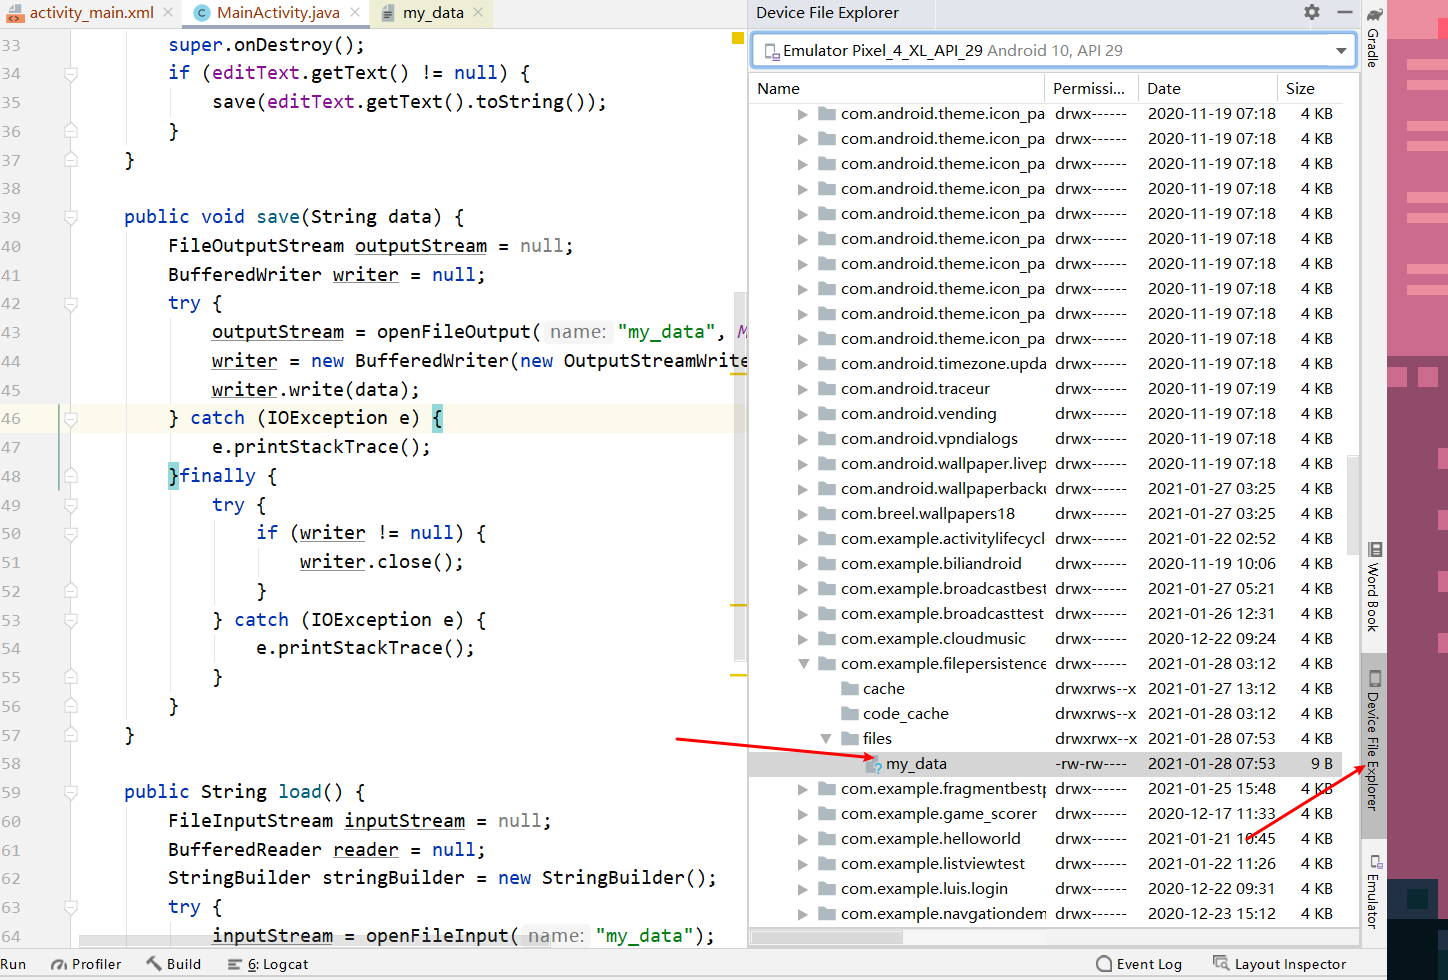 activity_main.xml MainActivity.java my_data
33 super.onDestroy();
34 if (editText.getText() != null) {
35 save(editText.getText().toString());
36 }
37 }
38
39 public void save(String data) {
40 FileOutputStream outputStream = null;
41 BufferedWriter writer = null;
42 try {
43 outputStream = openFileOutput( name: "my_data", M
44 writer = new BufferedWriter(new OutputStreamWrite
45 writer.write(data);
46 } catch (IOException e) {
47 e.printStackTrace();
48 }finally {
49 try {
50 if (writer != null) {
51 writer.close();
52 }
53 } catch (IOException e) {
54 e.printStackTrace();
55 }
56 }
57 }
58
59 public String load() {
60 FileInputStream inputStream = null;
61 BufferedReader reader = null;
62 StringBuilder stringBuilder = new StringBuilder();
63 try {
64 inputStream = openFileInput( name: "my_data");
Device File Explorer
Emulator Pixel_4_XL_API_29 Android 10, API 29
Name Permissi... Date Size
com.android.theme.icon_pa drwx------ 2020-11-19 07:18 4 KB
com.android.theme.icon_pa drwx------ 2020-11-19 07:18 4 KB
com.android.theme.icon_pa drwx------ 2020-11-19 07:18 4 KB
com.android.theme.icon_pa drwx------ 2020-11-19 07:18 4 KB
com.android.theme.icon_pa drwx------ 2020-11-19 07:18 4 KB
com.android.theme.icon_pa drwx------ 2020-11-19 07:18 4 KB
com.android.theme.icon_pa drwx------ 2020-11-19 07:18 4 KB
com.android.theme.icon_pa drwx------ 2020-11-19 07:18 4 KB
com.android.theme.icon_pa drwx------ 2020-11-19 07:18 4 KB
com.android.theme.icon_pa drwx------ 2020-11-19 07:18 4 KB
com.android.timezone.upda drwx------ 2020-11-19 07:18 4 KB
com.android.traceur drwx------ 2020-11-19 07:19 4 KB
com.android.vending drwx------ 2020-11-19 07:18 4 KB
com.android.vpndialogs drwx------ 2020-11-19 07:18 4 KB
com.android.wallpaper.livep drwx------ 2020-11-19 07:18 4 KB
com.android.wallpaperbacku drwx------ 2021-01-27 03:25 4 KB
com.breel.wallpapers18 drwx------ 2021-01-27 03:25 4 KB
com.example.activitylifecycl drwx------ 2021-01-22 02:52 4 KB
com.example.biliandroid drwx------ 2020-11-19 10:06 4 KB
com.example.broadcastbest drwx------ 2021-01-27 05:21 4 KB
com.example.broadcasttest drwx------ 2021-01-26 12:31 4 KB
com.example.cloudmusic drwx------ 2020-12-22 09:24 4 KB
com.example.filepersistence drwx------ 2021-01-28 03:12 4 KB
cache drwxrws--x 2021-01-27 13:12 4 KB
code_cache drwxrws--x 2021-01-28 03:12 4 KB
files drwxrwx--x 2021-01-28 07:53 4 KB
my_data -rw-rw---- 2021-01-28 07:53 9 B
com.example.fragmentbestp drwx------ 2021-01-25 15:48 4 KB
com.example.game_scorer drwx------ 2020-12-17 11:33 4 KB
com.example.helloworld drwx------ 2021-01-21 10:45 4 KB
com.example.listviewtest drwx------ 2021-01-22 11:26 4 KB
com.example.luis.login drwx------ 2020-12-22 09:31 4 KB
com.example.navgationdem drwx------ 2020-12-23 15:12 4 KB
Gradle
Word Book
Device File Explorer
Emulator
Run Profiler Build 6: Logcat Event Log Layout Inspector